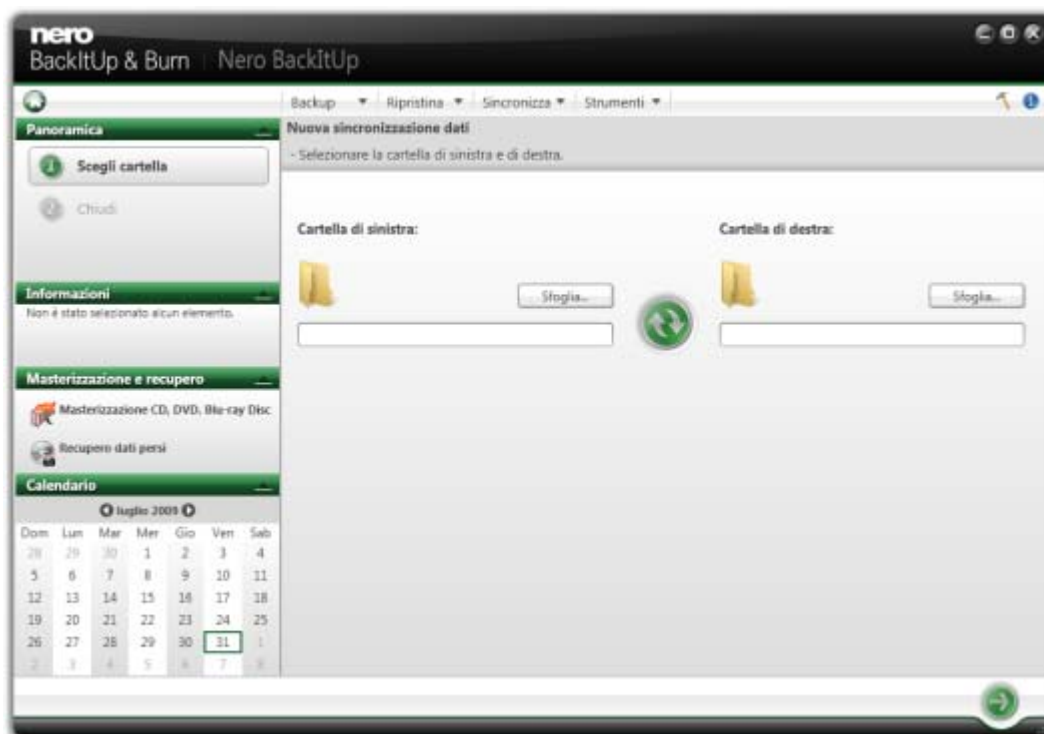 nero
BackItUp & Burn | Nero BackItUp
Backup Ripristina Sincronizza Strumenti
Panoramica
Nuova sincronizzazione dati
- Selezionare la cartella di sinistra e di destra.
1 Scegli cartella
2 Chiudi
Cartella di sinistra:
Cartella di destra:
Sfoglia...
Sfoglia...
Informazioni
Non è stato selezionato alcun elemento.
Masterizzazione e recupero
Masterizzazione CD, DVD, Blu-ray Disc
Recupero dati persi
Calendario
luglio 2009
Dom Lun Mar Mer Gio Ven Sab
28 29 30 1 2 3 4
5 6 7 8 9 10 11
12 13 14 15 16 17 18
19 20 21 22 23 24 25
26 27 28 29 30 31 1
2 3 4 5 6 7 8